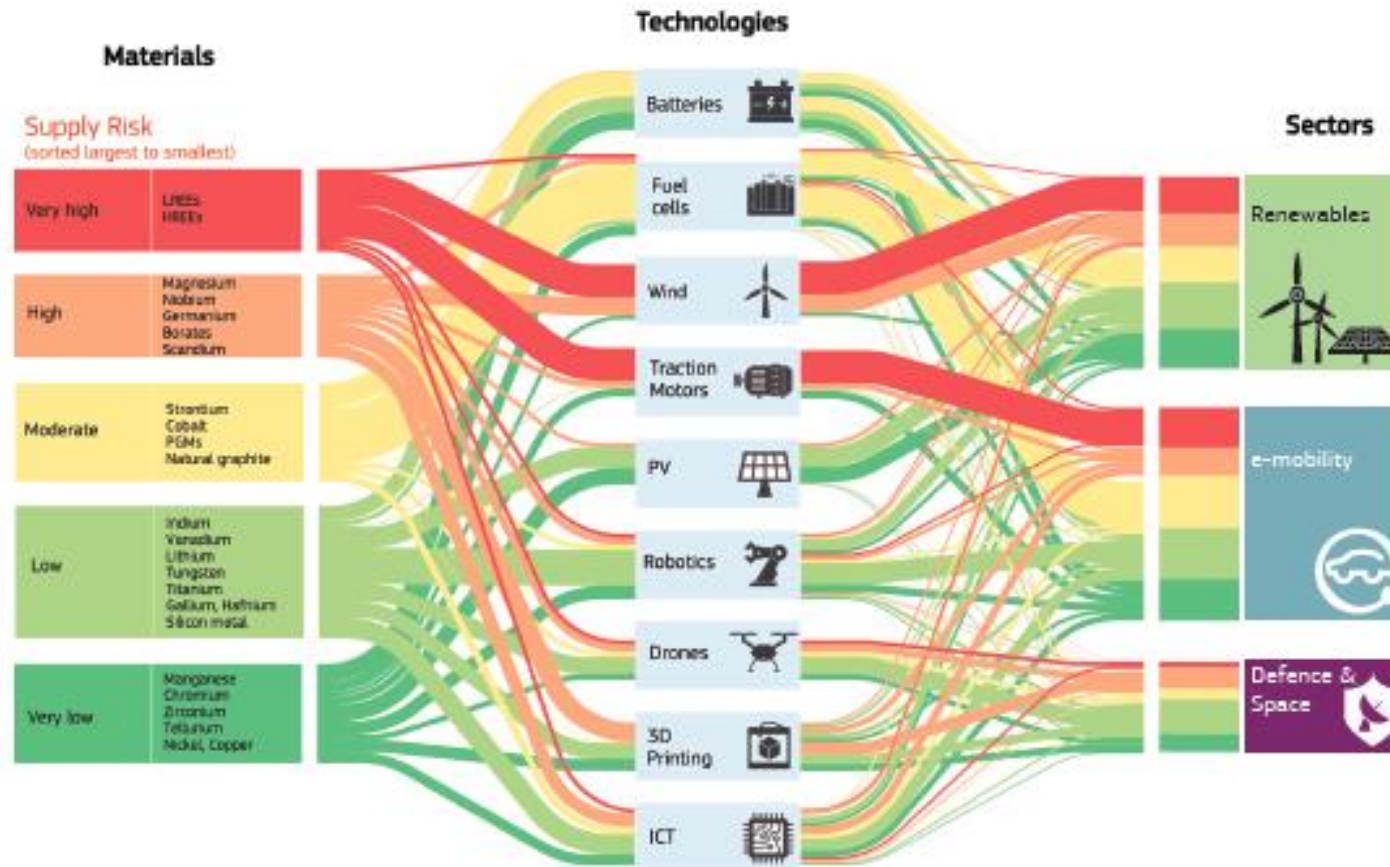 Technologies
Materials
Sectors
Supply Risk
(sorted largest to smallest)
Very high
LREEs
HREEs
High
Magnesium
Niobium
Germanium
Borates
Scandium
Moderate
Strontium
Cobalt
PGMs
Natural graphite
Low
Indium
Vanadium
Lithium
Tungsten
Titanium
Gallium, Hafnium
Silicon metal
Very low
Manganese
Chromium
Zirconium
Tellurium
Nickel, Copper
Batteries
Fuel
cells
Wind
Traction
Motors
PV
Robotics
Drones
3D
Printing
ICT
Renewables
e-mobility
Defence &
Space